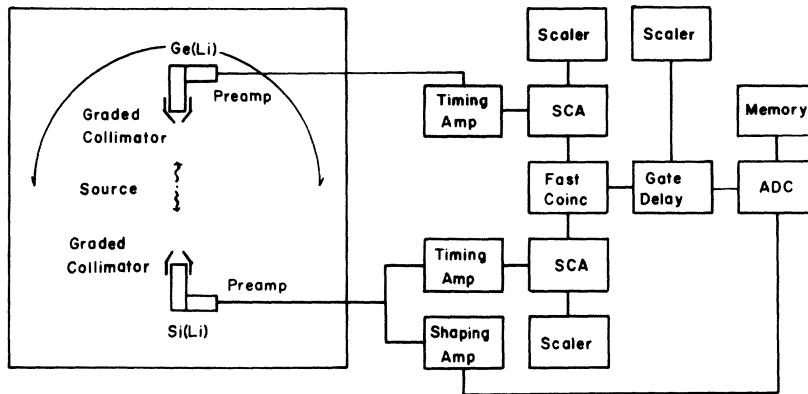 Ge(Li)
Preamp
Graded
Collimator
Source
Graded
Collimator
Preamp
Si(Li)
Scaler
Scaler
Timing
Amp
SCA
Memory
Fast
Coinc
Gate
Delay
ADC
Timing
Amp
SCA
Shaping
Amp
Scaler